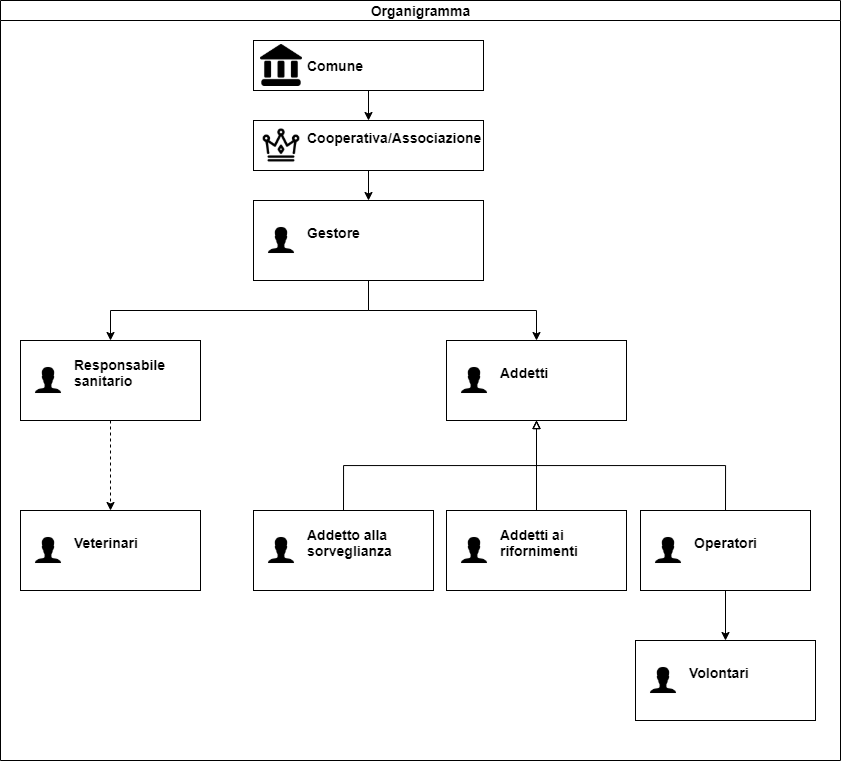 Organigramma
Comune
Cooperativa/Associazione
Gestore
Responsabile
sanitario
Addetti
Veterinari
Addetto alla
sorveglianza
Addetti ai
rifornimenti
Operatori
Volontari